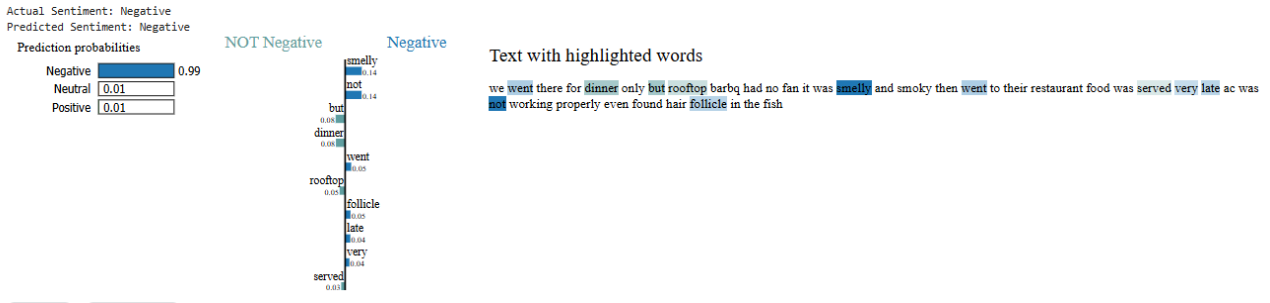 Actual Sentiment: Negative
Predicted Sentiment: Negative
Prediction probabilities
Negative 0.99
Neutral 0.01
Positive 0.01
NOT Negative Negative
smelly
0.14
not
0.14
but
0.08
dinner
0.08
went
0.05
rooftop
0.05
follicle
0.05
late
0.04
very
0.04
served
0.03
Text with highlighted words
we went there for dinner only but rooftop barbq had no fan it was smelly and smoky then went to their restaurant food was served very late ac was
not working properly even found hair follicle in the fish